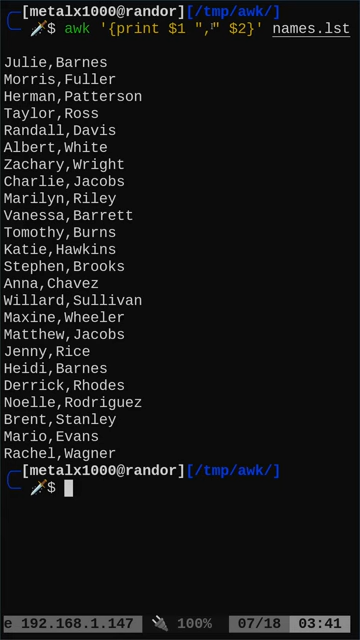 [metalx1000@randor][/tmp/awk/]
$ awk '{print $1 "," $2}' names.lst
Julie,Barnes
Morris,Fuller
Herman,Patterson
Taylor,Ross
Randall,Davis
Albert,White
Zachary,Wright
Charlie,Jacobs
Marilyn,Riley
Vanessa,Barrett
Tomothy,Burns
Katie,Hawkins
Stephen,Brooks
Anna,Chavez
Willard,Sullivan
Maxine,Wheeler
Matthew,Jacobs
Jenny,Rice
Heidi,Barnes
Derrick,Rhodes
Noelle,Rodriguez
Brent,Stanley
Mario,Evans
Rachel,Wagner
[metalx1000@randor][/tmp/awk/]
$
e 192.168.1.147 100% 07/18 03:41